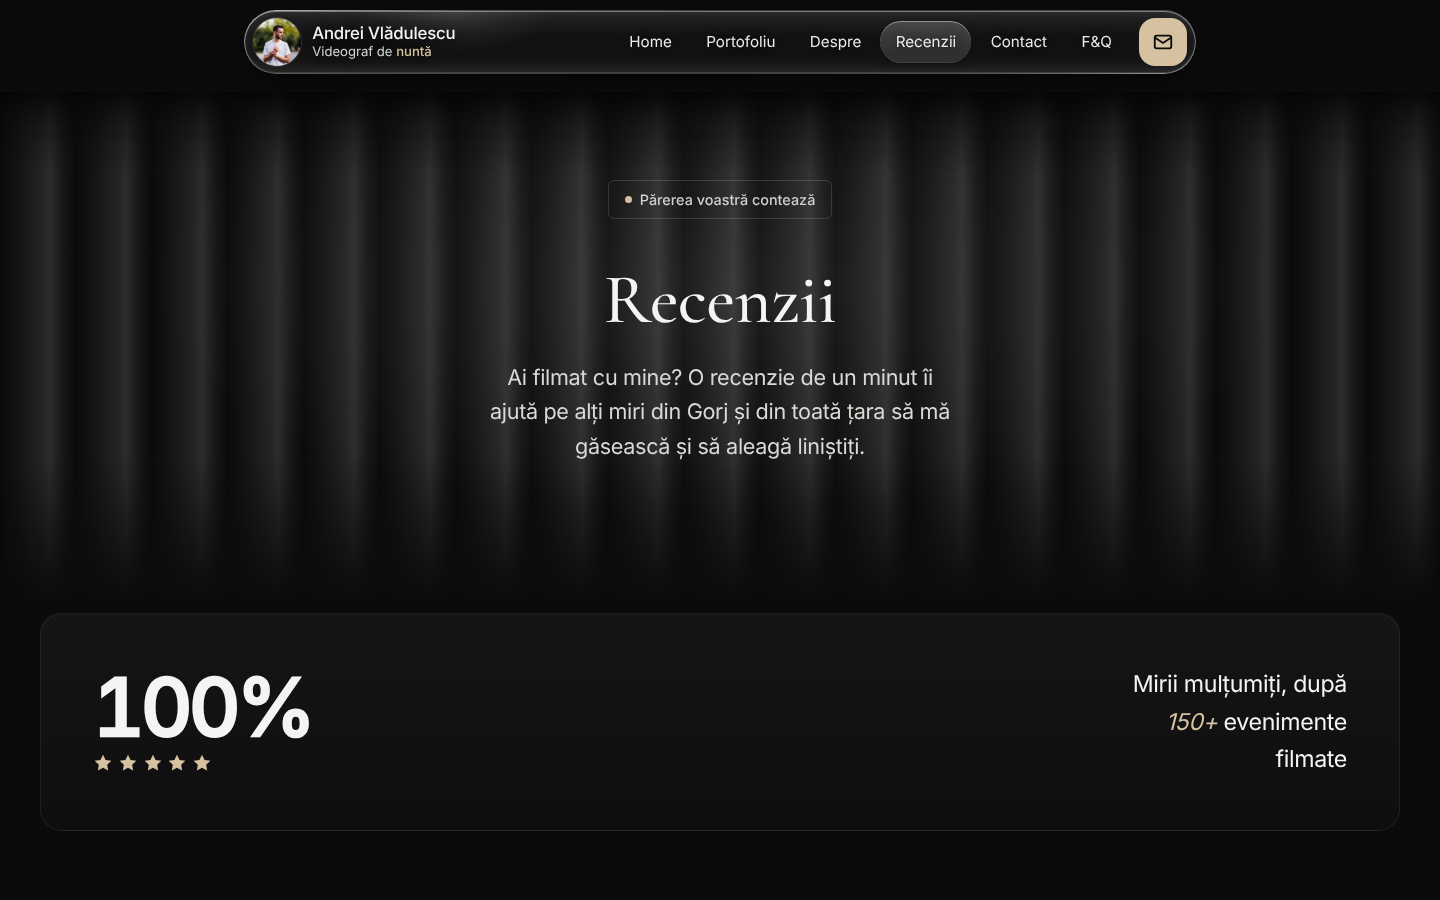 Andrei Vlădulescu
Videograf de nuntă
Home
Portofoliu
Despre
Recenzii
Contact
F&Q
Părerea voastră contează
Recenzii
Ai filmat cu mine? O recenzie de un minut îi
ajută pe alți miri din Gorj și din toată țara să mă
găsească și să aleagă liniștiți.
100%
Mirii mulțumiți, după
150+ evenimente
filmate